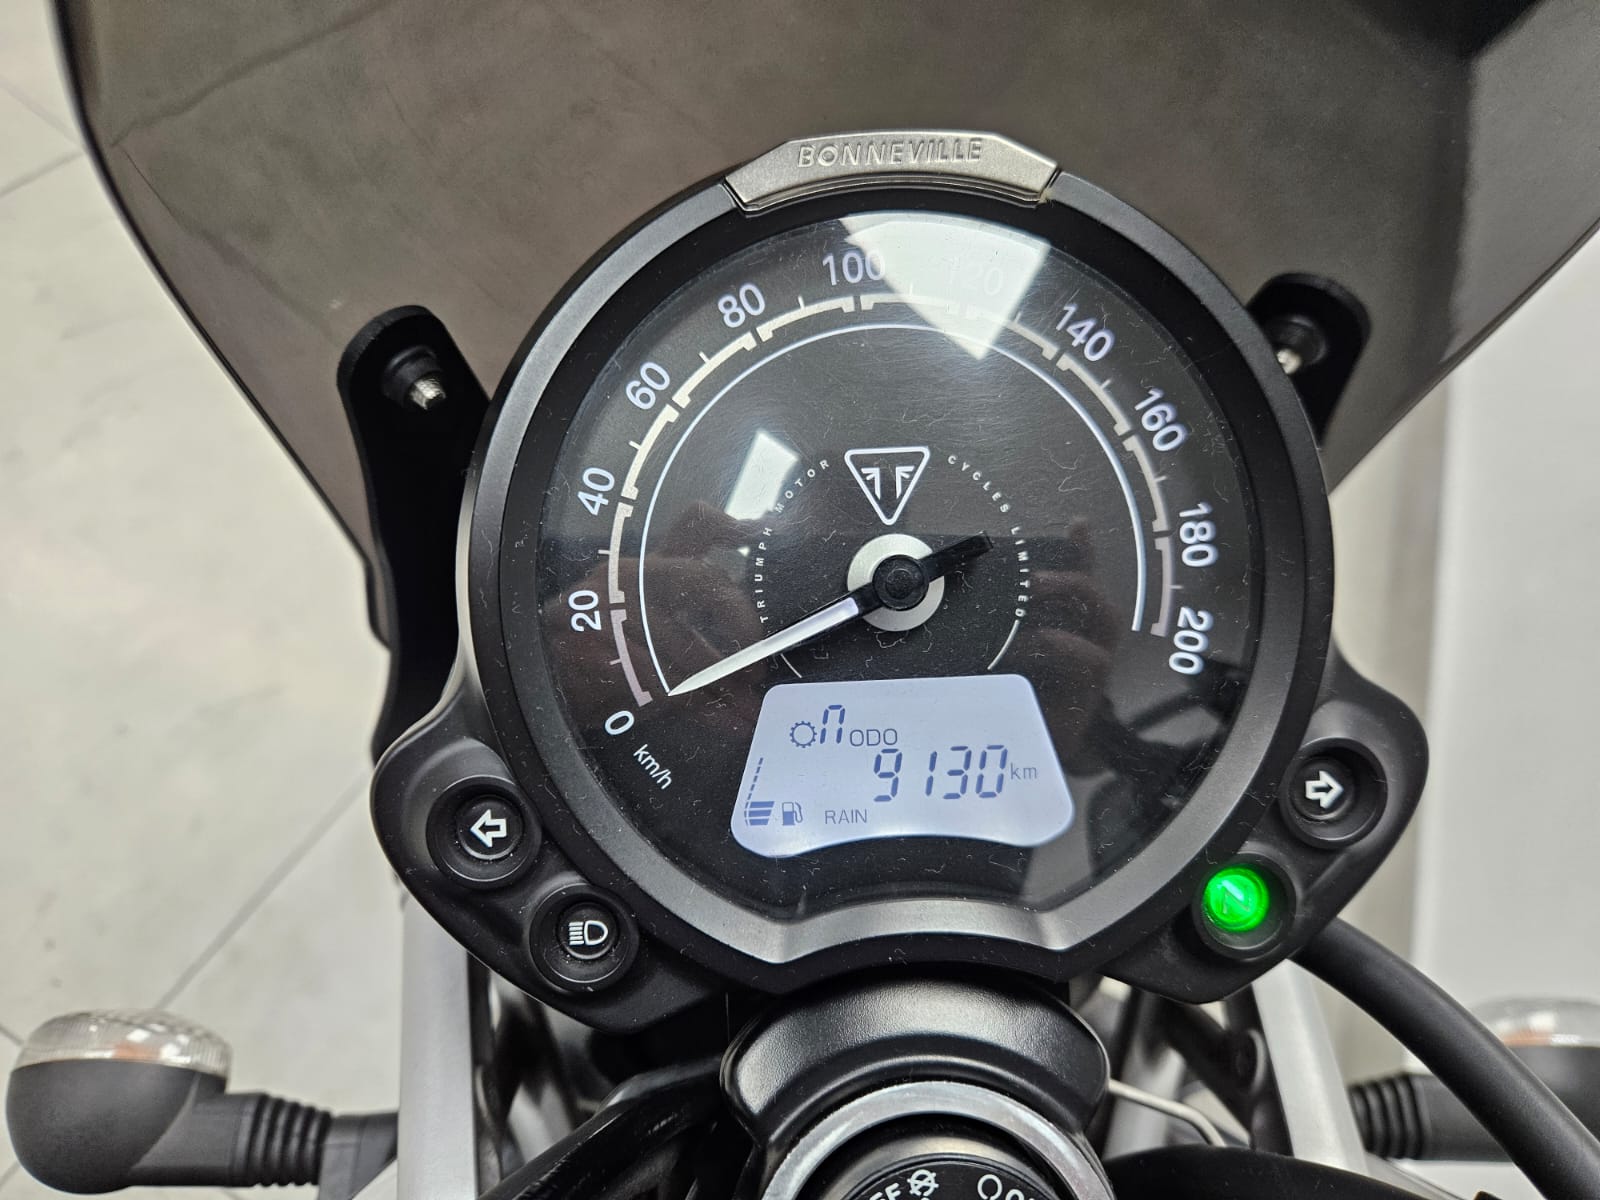 BONNEVILLE
0
20
40
60
80
100
120
140
160
180
200
km/h
TRIUMPH MOTOR CYCLES LIMITED
n ODO
9130 km
RAIN
N